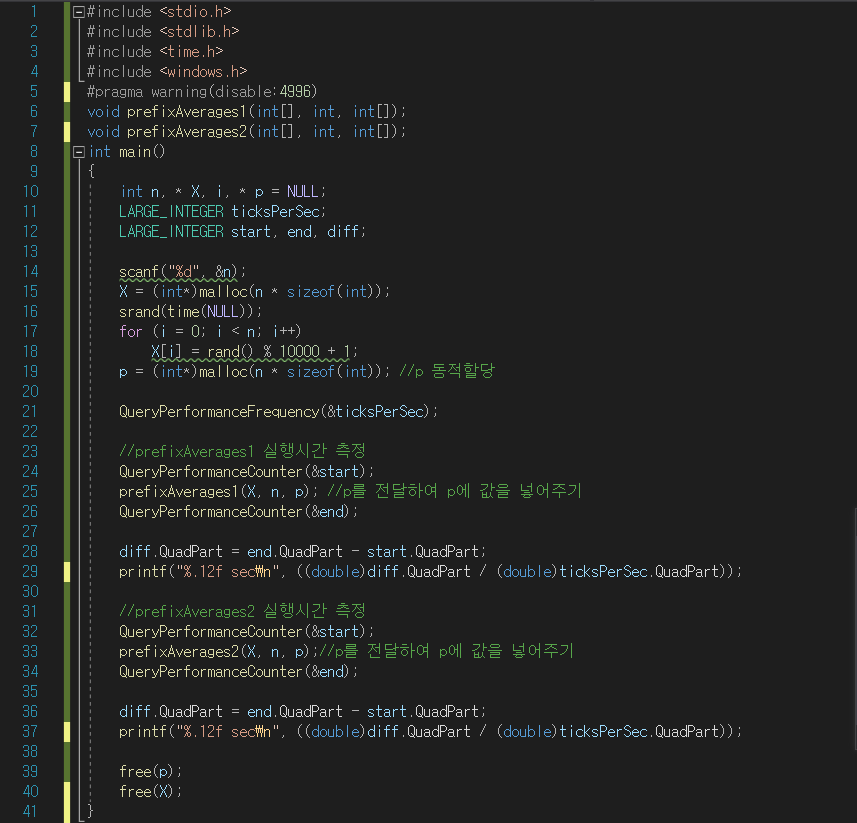 1 #include <stdio.h>
2 #include <stdlib.h>
3 #include <time.h>
4 #include <windows.h>
5 #pragma warning(disable:4996)
6 void prefixAverages1(int[], int, int[]);
7 void prefixAverages2(int[], int, int[]);
8 int main()
9 {
10 int n, * X, i, * p = NULL;
11 LARGE_INTEGER ticksPerSec;
12 LARGE_INTEGER start, end, diff;
13
14 scanf("%d", &n);
15 X = (int*)malloc(n * sizeof(int));
16 srand(time(NULL));
17 for (i = 0; i < n; i++)
18 X[i] = rand() % 10000 + 1;
19 p = (int*)malloc(n * sizeof(int)); //p 동적할당
20
21 QueryPerformanceFrequency(&ticksPerSec);
22
23 //prefixAverages1 실행시간 측정
24 QueryPerformanceCounter(&start);
25 prefixAverages1(X, n, p); //p를 전달하여 p에 값을 넣어주기
26 QueryPerformanceCounter(&end);
27
28 diff.QuadPart = end.QuadPart - start.QuadPart;
29 printf("%.12f sec₩n", ((double)diff.QuadPart / (double)ticksPerSec.QuadPart));
30
31 //prefixAverages2 실행시간 측정
32 QueryPerformanceCounter(&start);
33 prefixAverages2(X, n, p);//p를 전달하여 p에 값을 넣어주기
34 QueryPerformanceCounter(&end);
35
36 diff.QuadPart = end.QuadPart - start.QuadPart;
37 printf("%.12f sec₩n", ((double)diff.QuadPart / (double)ticksPerSec.QuadPart));
38
39 free(p);
40 free(X);
41 }